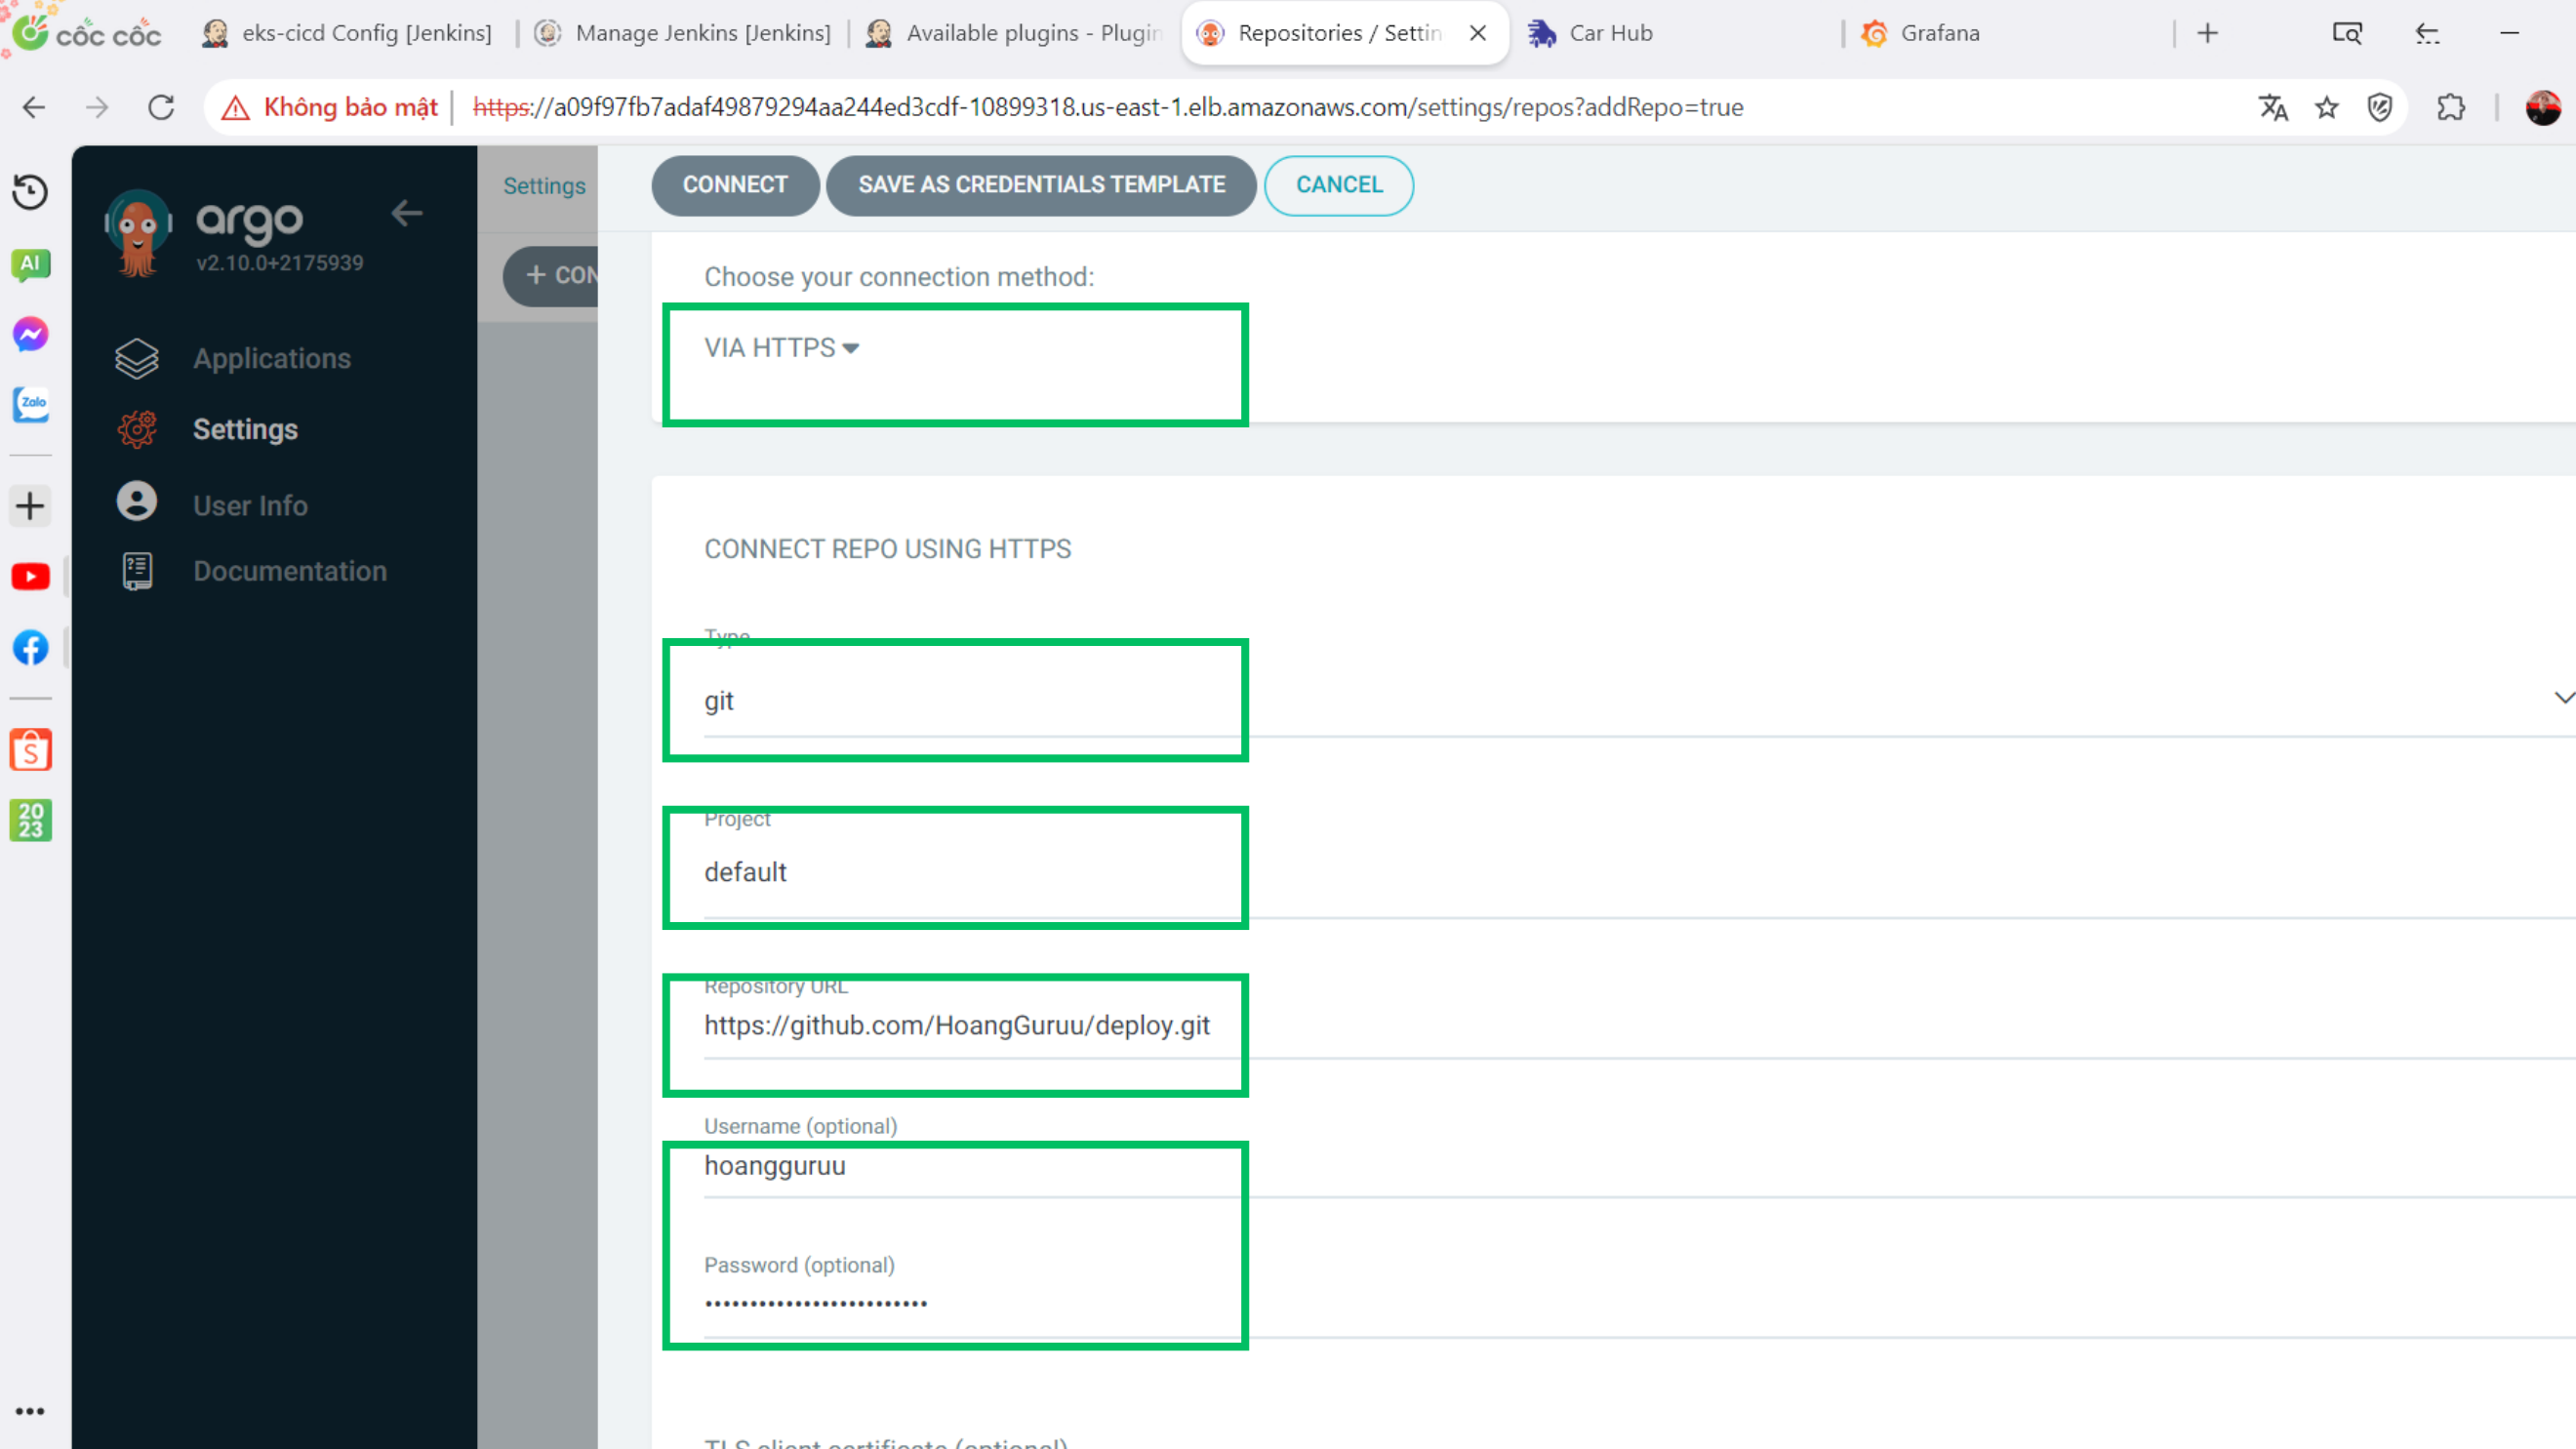 cốc cốc
eks-cicd Config [Jenkins]
Manage Jenkins [Jenkins]
Available plugins - Plugin
Repositories / Settin
Car Hub
Grafana
Không bảo mật
https://a09f97fb7adaf49879294aa244ed3cdf-10899318.us-east-1.elb.amazonaws.com/settings/repos?addRepo=true
AI
Zalo
S
20
23
argo
v2.10.0+2175939
Applications
Settings
User Info
Documentation
Settings
+ CON
CONNECT
SAVE AS CREDENTIALS TEMPLATE
CANCEL
Choose your connection method:
VIA HTTPS
CONNECT REPO USING HTTPS
Type
git
Project
default
Repository URL
https://github.com/HoangGuruu/deploy.git
Username (optional)
hoangguruu
Password (optional)
•••••••••••••••••••••••••
TLS client certificate (optional)